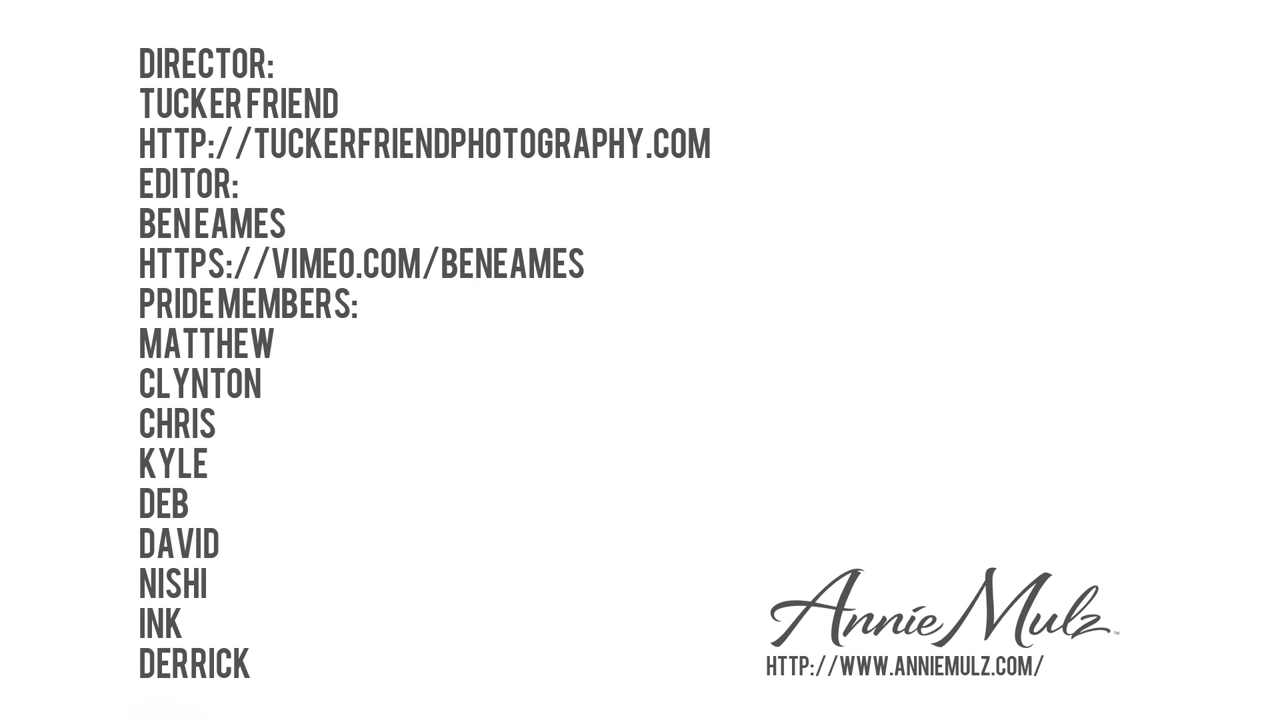 DIRECTOR:
TUCKER FRIEND
HTTP://TUCKERFRIENDPHOTOGRAPHY.COM
EDITOR:
BEN EAMES
HTTPS://VIMEO.COM/BENEAMES
PRIDE MEMBERS:
MATTHEW
CLYNTON
CHRIS
KYLE
DEB
DAVID
NISHI
INK
DERRICK
Annie Mulz™
HTTP://WWW.ANNIEMULZ.COM/